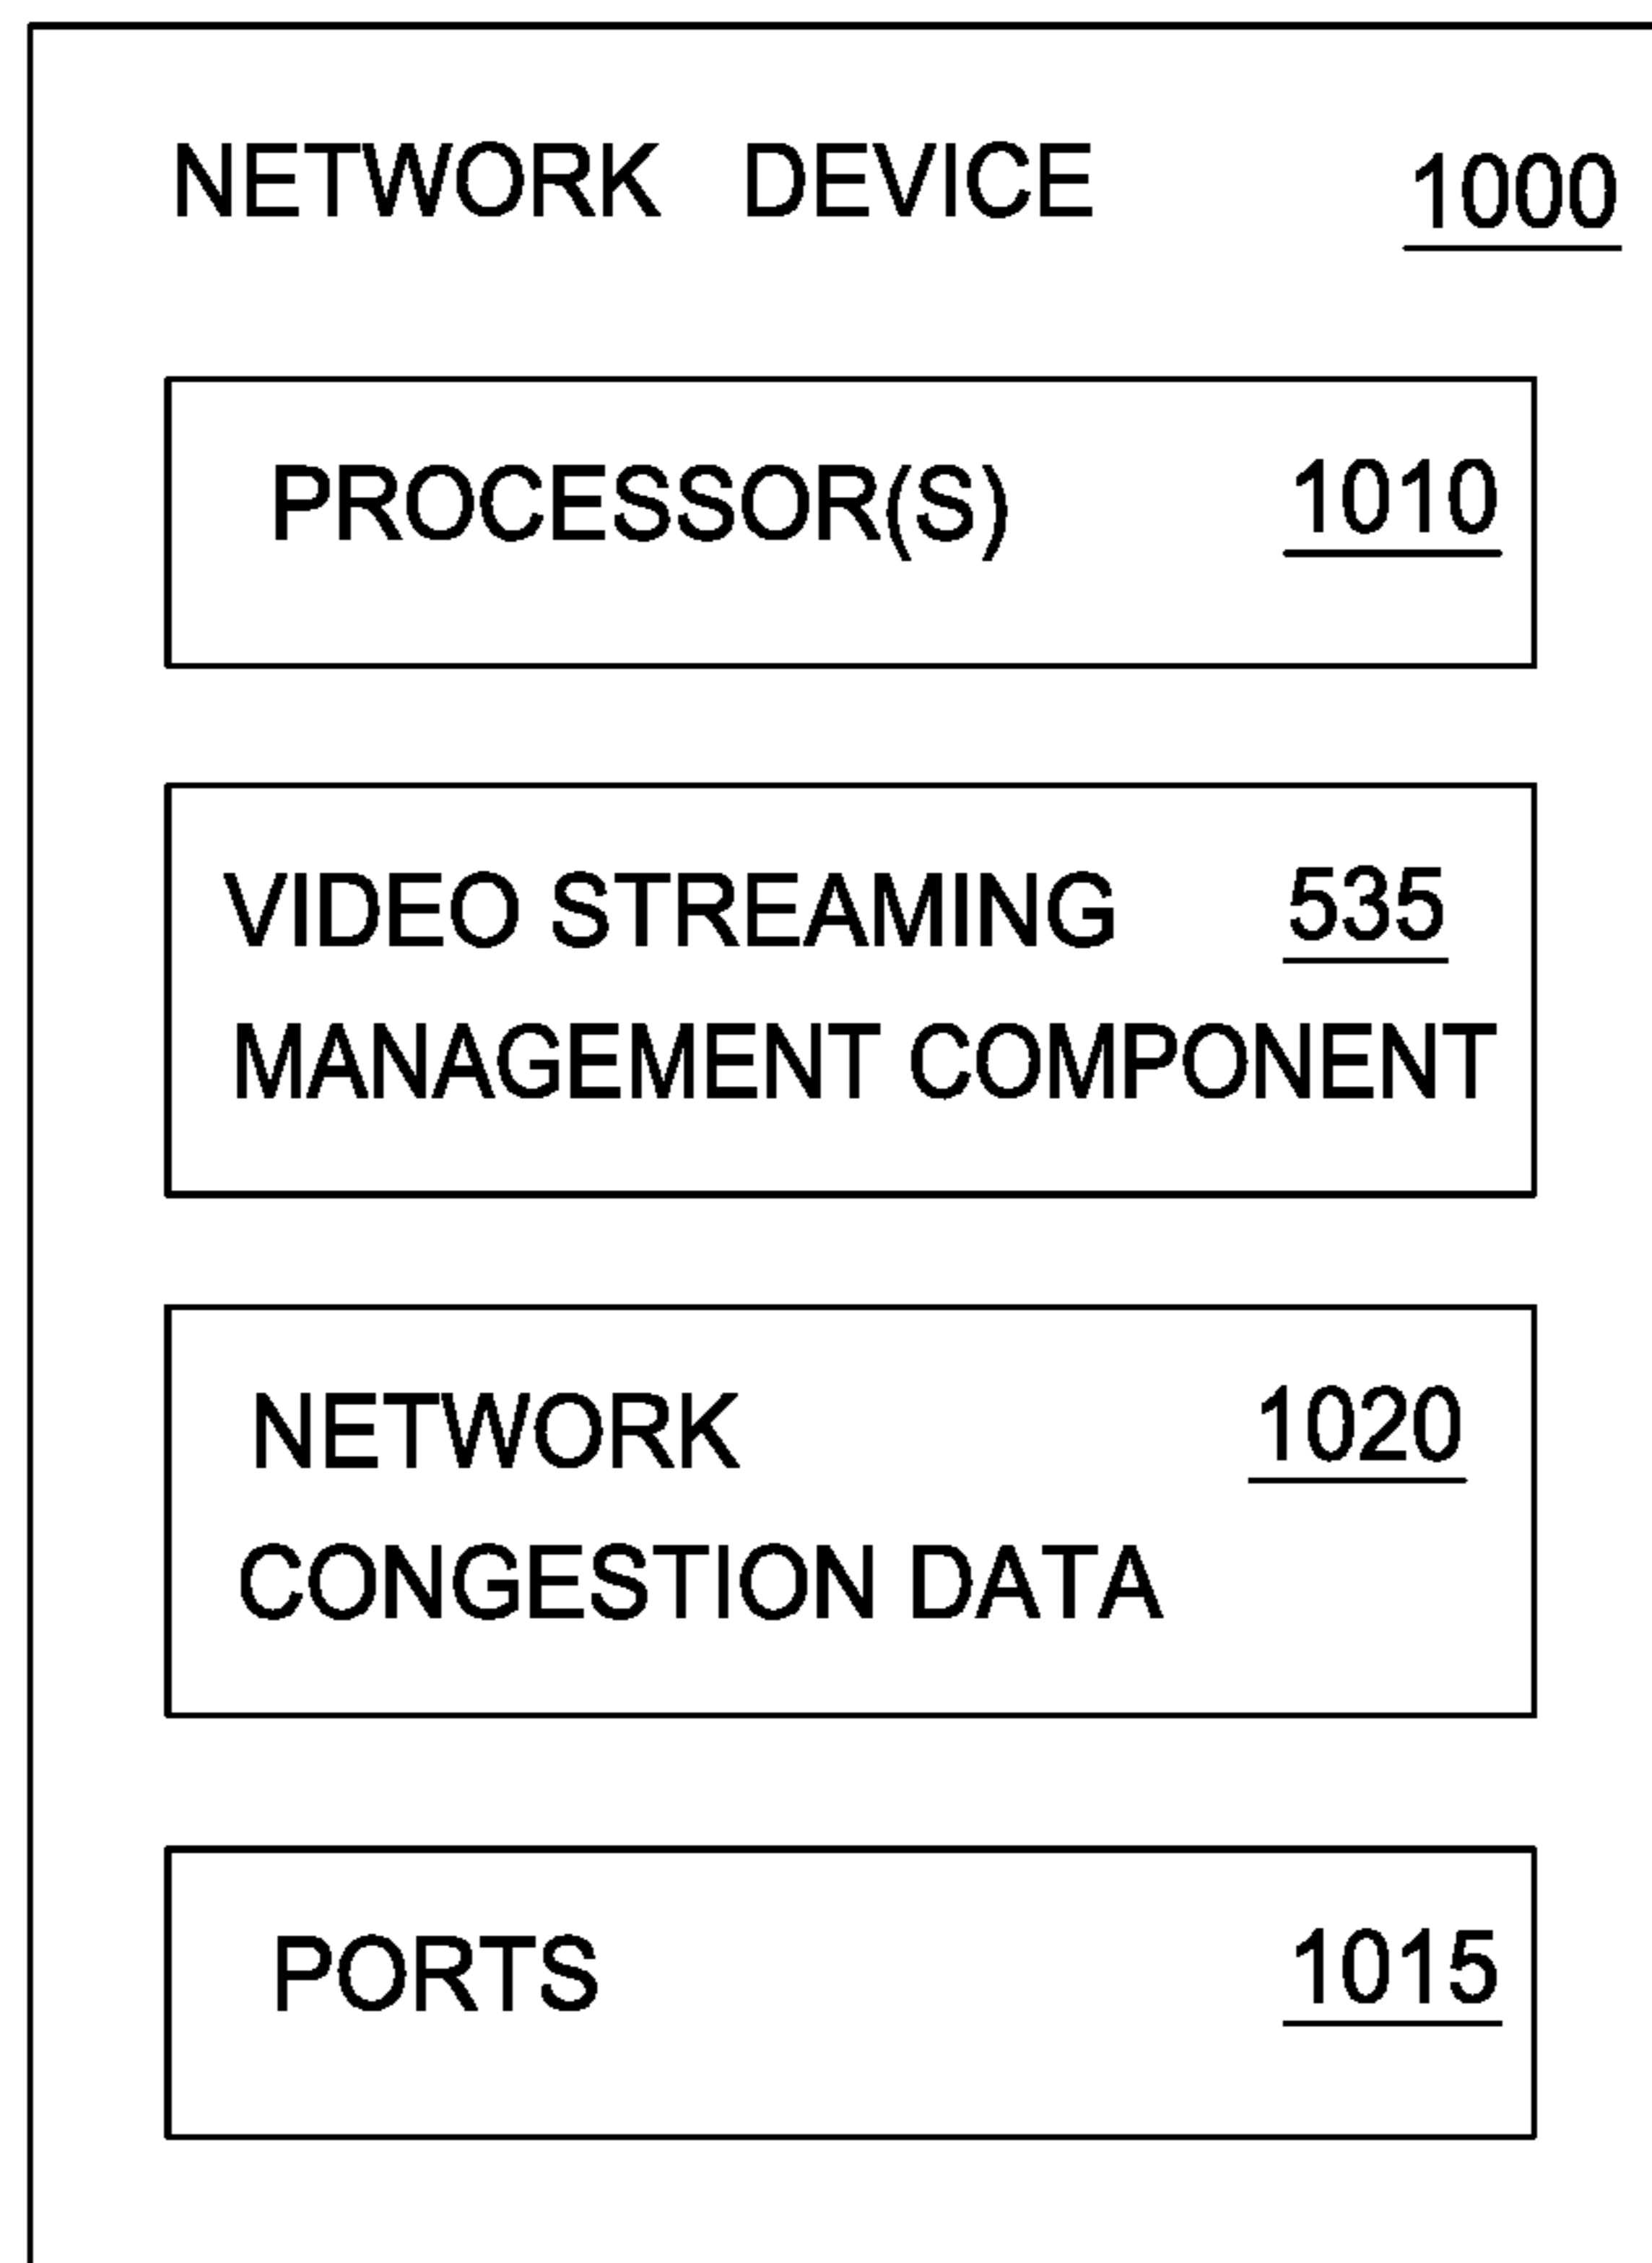 NETWORK DEVICE 1000
PROCESSOR(S) 1010
VIDEO STREAMING 535
MANAGEMENT COMPONENT
NETWORK 1020
CONGESTION DATA
PORTS 1015